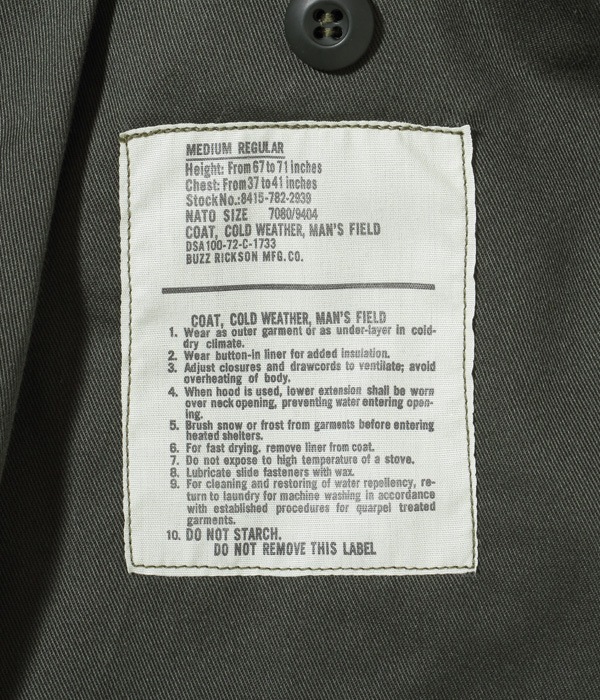 MEDIUM REGULAR
Height: From 67 to 71 inches
Chest: From 37 to 41 inches
Stock No.: 8415-782-2939
NATO SIZE 7080/9404
COAT, COLD WEATHER, MAN'S FIELD
DSA100-72-C-1733
BUZZ RICKSON MFG. CO.
COAT, COLD WEATHER, MAN'S FIELD
1. Wear as outer garment or as under-layer in cold-
dry climate.
2. Wear button-in liner for added insulation.
3. Adjust closures and drawcords to ventilate; avoid
overheating of body.
4. When hood is used, lower extension shall be worn
over neck opening, preventing water entering open-
ing.
5. Brush snow or frost from garments before entering
heated shelters.
6. For fast drying. remove liner from coat.
7. Do not expose to high temperature of a stove.
8. Lubricate slide fasteners with wax.
9. For cleaning and restoring of water repellency, re-
turn to laundry for machine washing in accordance
with established procedures for quarpel treated
garments.
10. DO NOT STARCH.
DO NOT REMOVE THIS LABEL